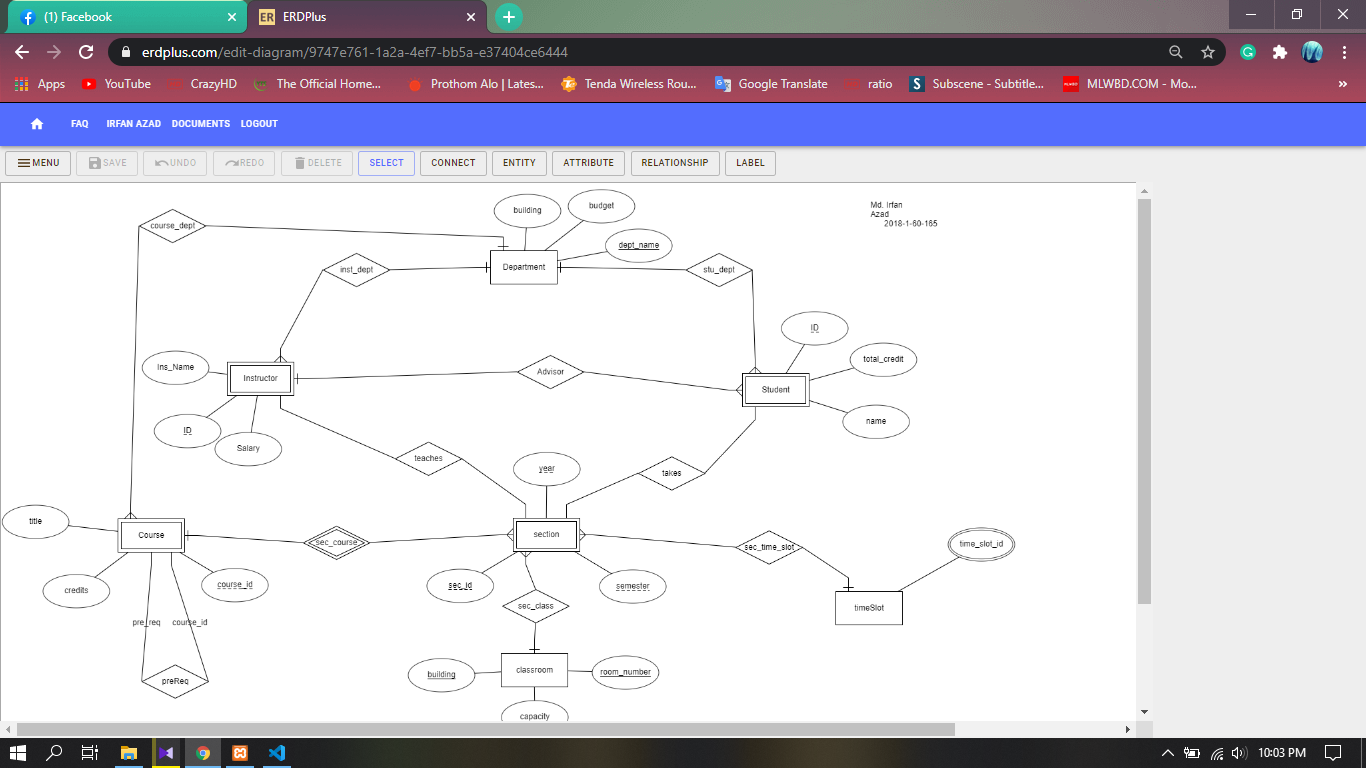 (1) Facebook
ERDPlus
erdplus.com/edit-diagram/9747e761-1a2a-4ef7-bb5a-e37404ce6444
Apps YouTube CrazyHD The Official Home... Prothom Alo | Lates... Tenda Wireless Rou... Google Translate ratio Subscene - Subtitle... MLWBD.COM - Mo... »
FAQ IRFAN AZAD DOCUMENTS LOGOUT
MENU SAVE UNDO REDO DELETE SELECT CONNECT ENTITY ATTRIBUTE RELATIONSHIP LABEL
Md. Irfan
Azad
2018-1-60-165
building
budget
course_dept
dept_name
Department
inst_dept
stu_dept
ID
total_credit
Ins_Name
Instructor
Advisor
Student
name
ID
Salary
teaches
year
takes
title
Course
sec_course
section
sec_time_slot
time_slot_id
credits
course_id
sec_id
semester
sec_class
timeSlot
pre_req
course_id
preReq
building
classroom
room_number
capacity
10:03 PM